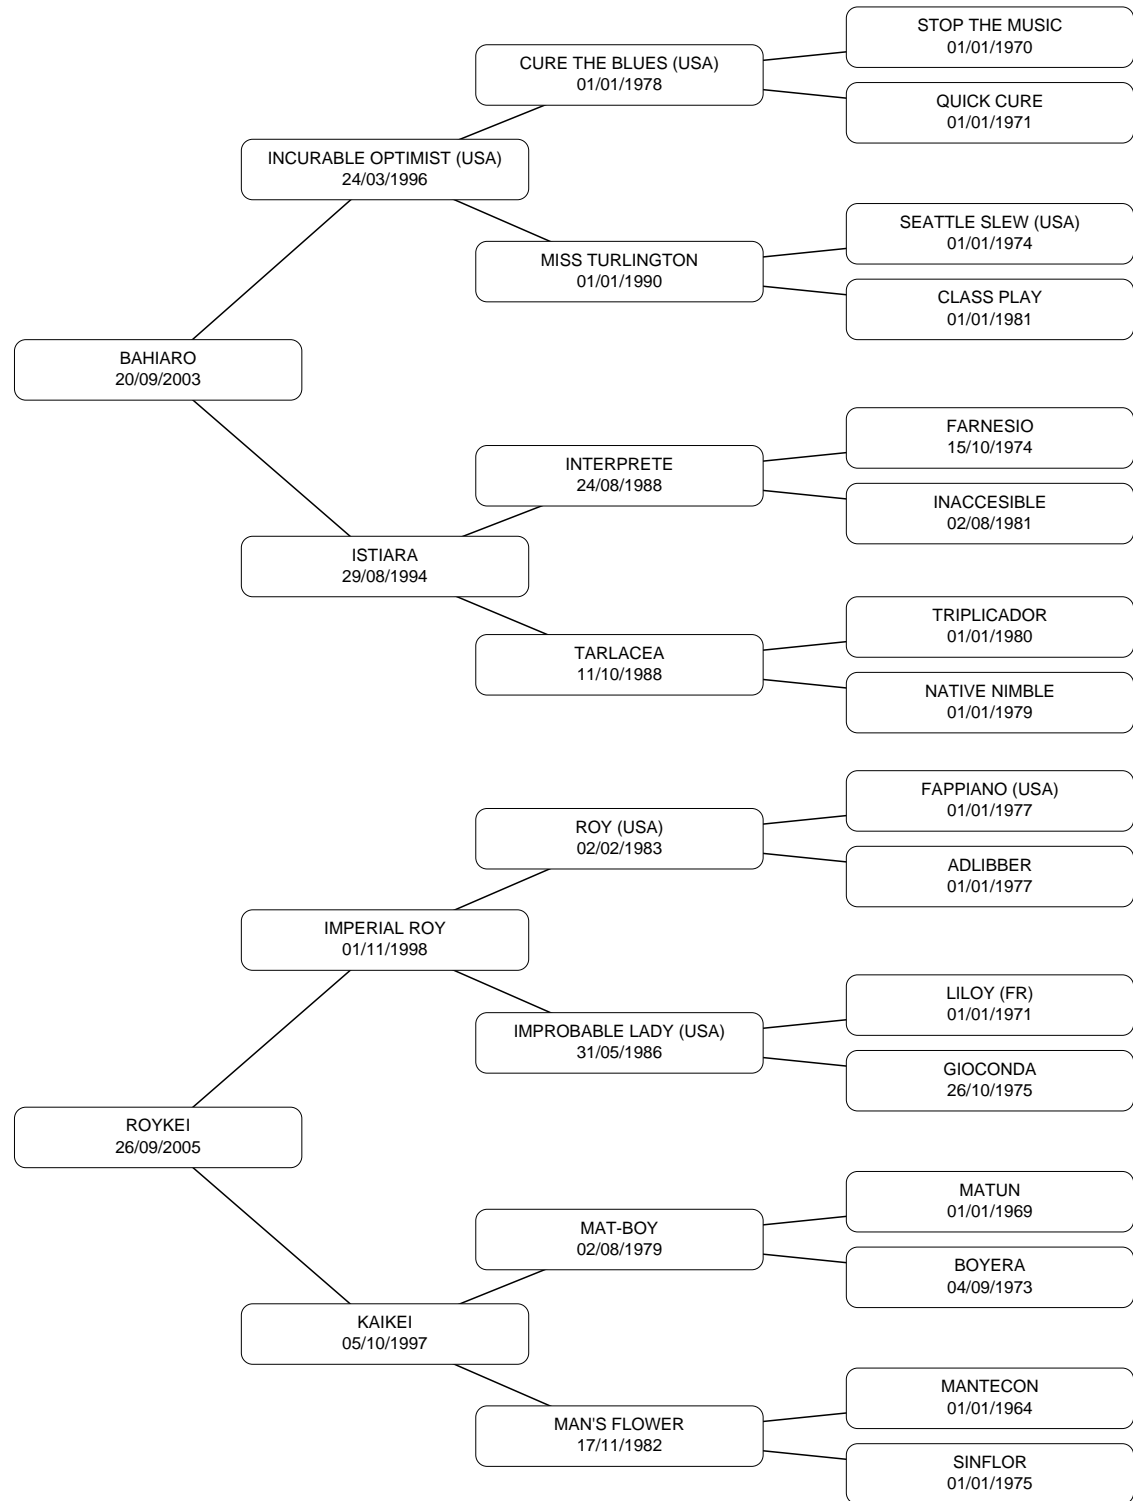 STOP THE MUSIC
01/01/1970
CURE THE BLUES (USA)
01/01/1978
QUICK CURE
01/01/1971
INCURABLE OPTIMIST (USA)
24/03/1996
SEATTLE SLEW (USA)
01/01/1974
MISS TURLINGTON
01/01/1990
CLASS PLAY
01/01/1981
BAHIARO
20/09/2003
FARNESIO
15/10/1974
INTERPRETE
24/08/1988
INACCESIBLE
02/08/1981
ISTIARA
29/08/1994
TRIPLICADOR
01/01/1980
TARLACEA
11/10/1988
NATIVE NIMBLE
01/01/1979
FAPPIANO (USA)
01/01/1977
ROY (USA)
02/02/1983
ADLIBBER
01/01/1977
IMPERIAL ROY
01/11/1998
LILOY (FR)
01/01/1971
IMPROBABLE LADY (USA)
31/05/1986
GIOCONDA
26/10/1975
ROYKEI
26/09/2005
MATUN
01/01/1969
MAT-BOY
02/08/1979
BOYERA
04/09/1973
KAIKEI
05/10/1997
MANTECON
01/01/1964
MAN'S FLOWER
17/11/1982
SINFLOR
01/01/1975